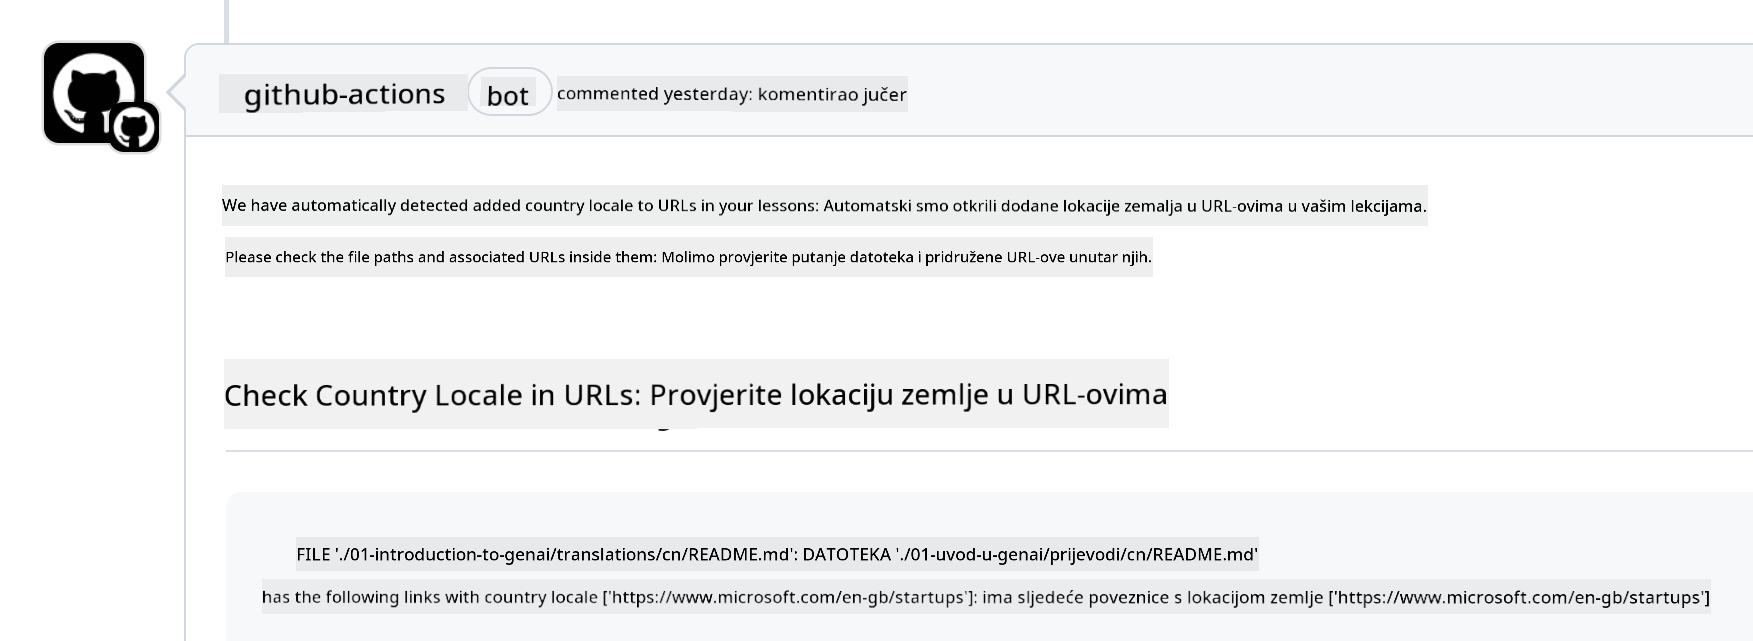 github-actions bot commented yesterday: komentirao jučer
We have automatically detected added country locale to URLs in your lessons: Automatski smo otkrili dodane lokacije zemalja u URL-ovima u vašim lekcijama.
Please check the file paths and associated URLs inside them: Molimo provjerite putanje datoteka i pridružene URL-ove unutar njih.
Check Country Locale in URLs: Provjerite lokaciju zemlje u URL-ovima
FILE './01-introduction-to-genai/translations/cn/README.md': DATOTEKA './01-uvod-u-genai/prijevodi/cn/README.md'
has the following links with country locale ['https://www.microsoft.com/en-gb/startups']: ima sljedeće poveznice s lokacijom zemlje ['https://www.microsoft.com/en-gb/startups']